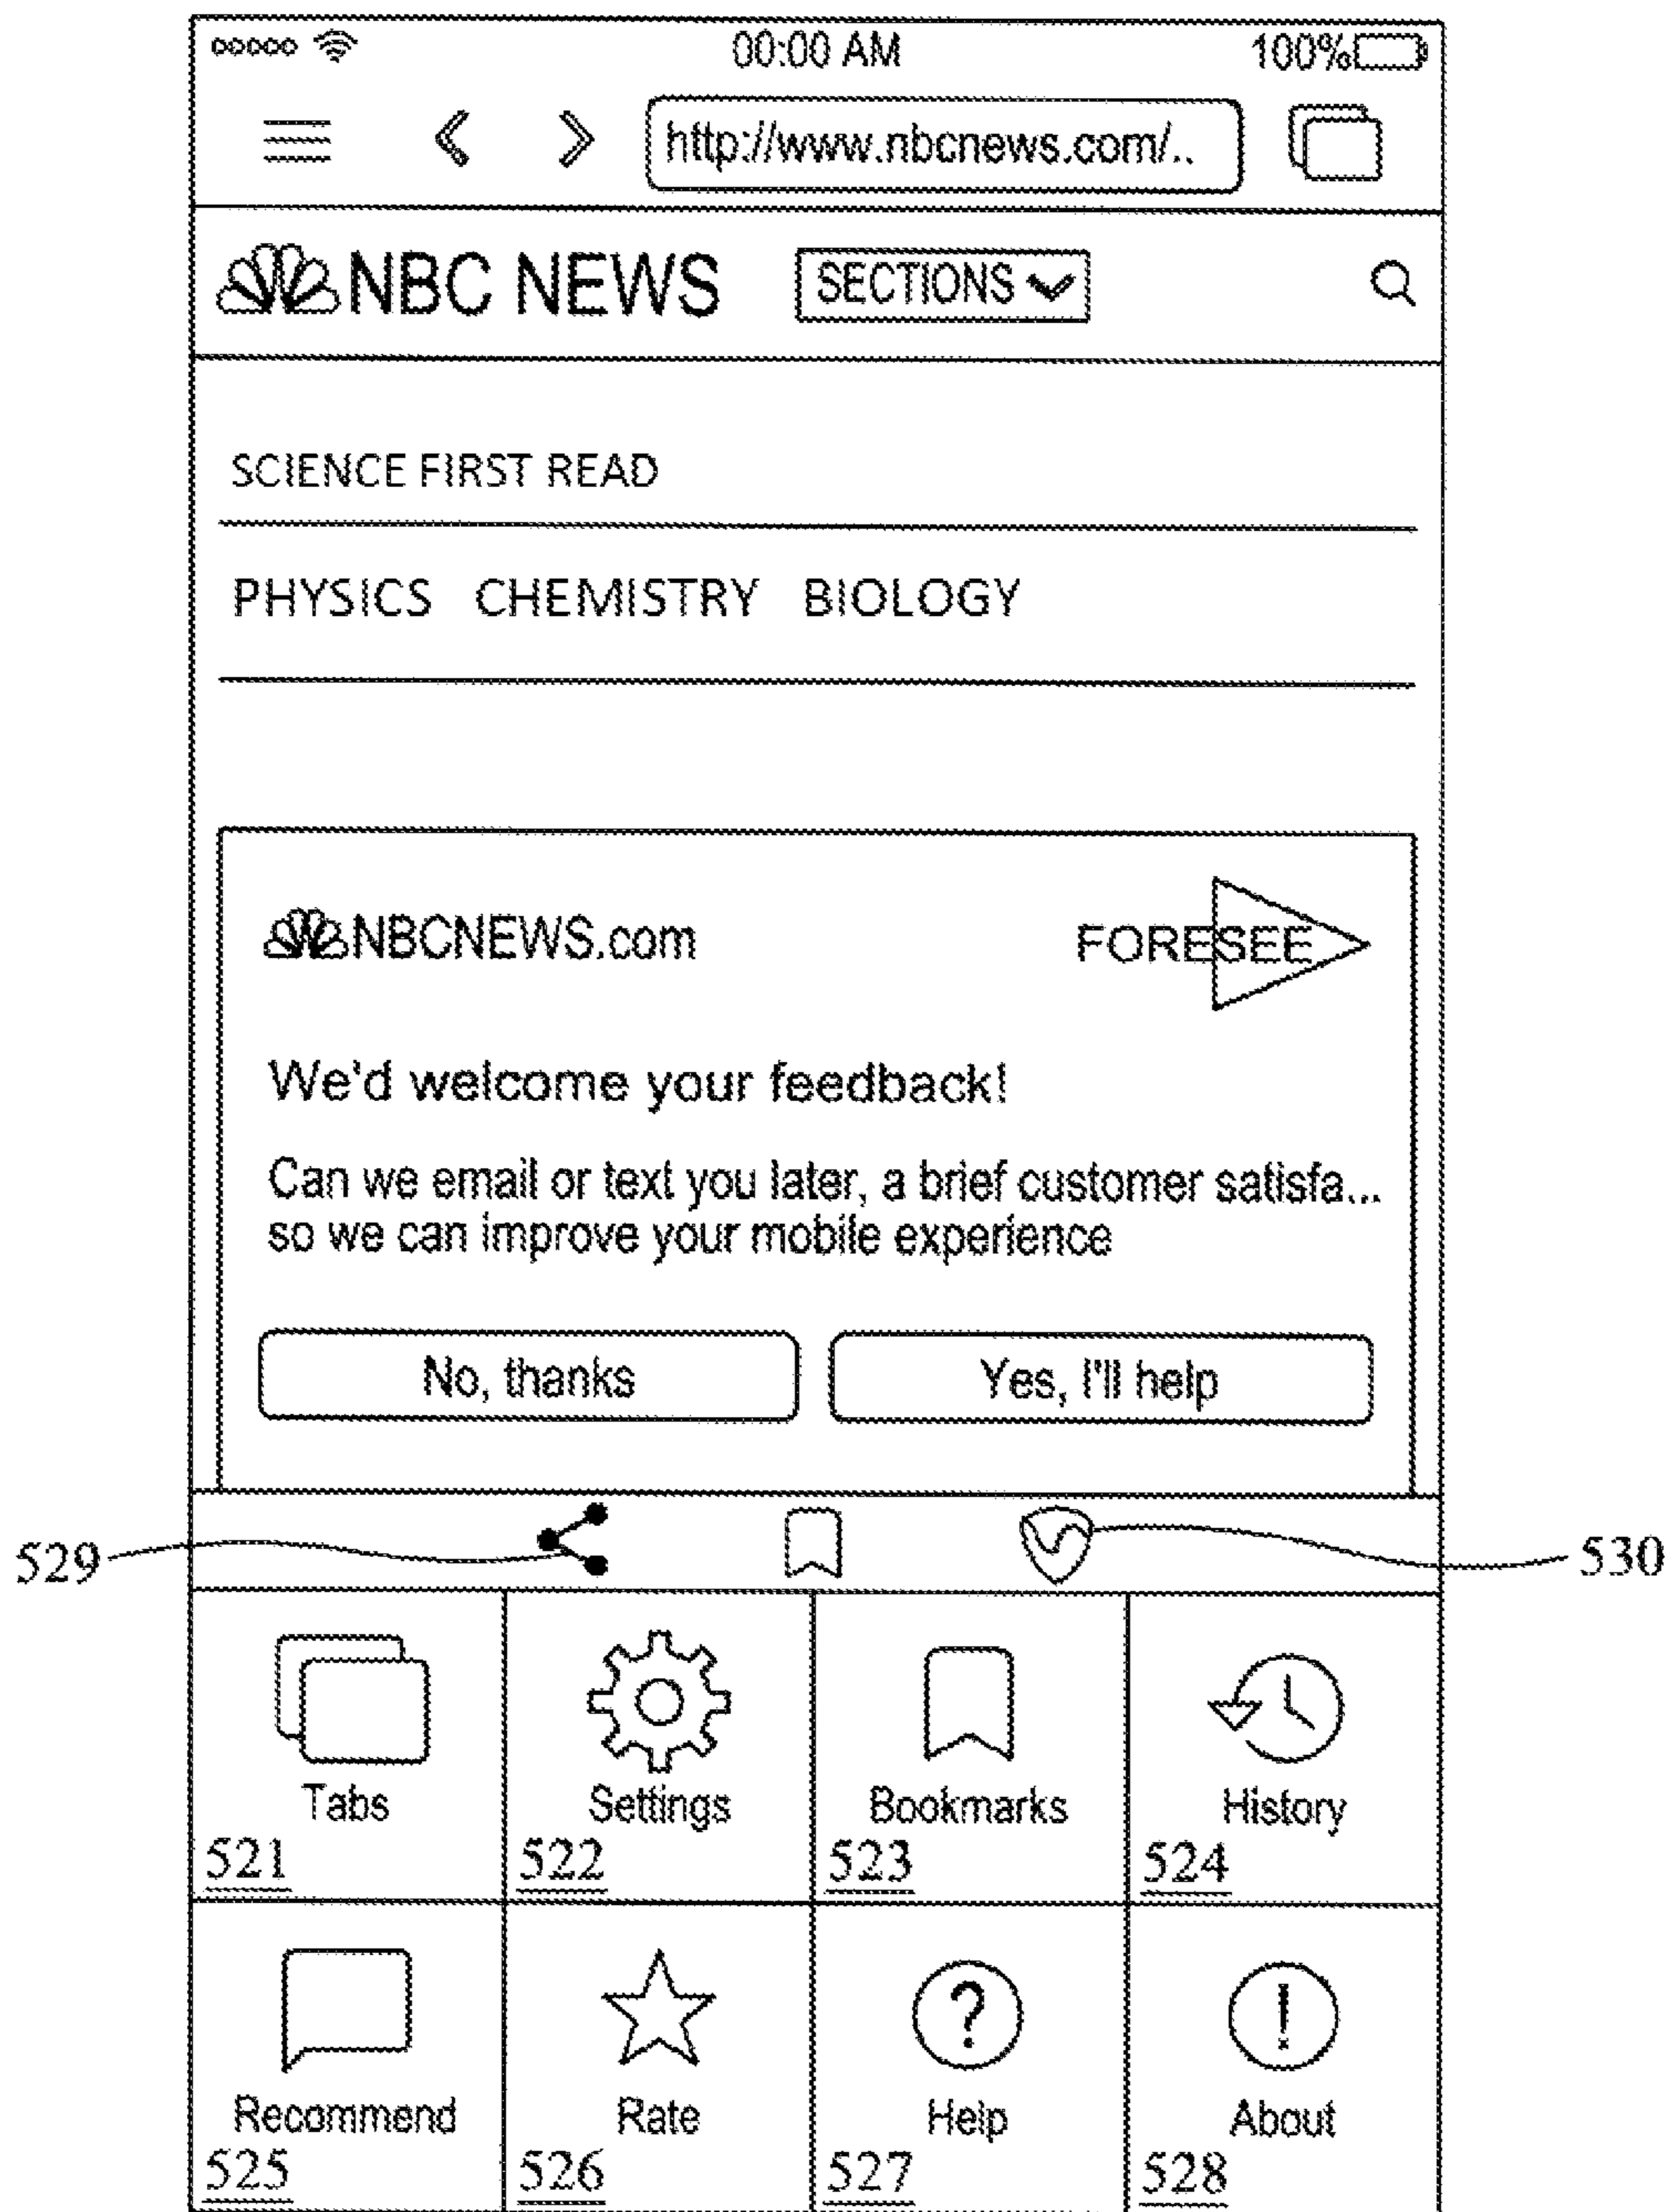 00:00 AM 100%
http://www.nbcnews.com/..
NBC NEWS SECTIONS
SCIENCE FIRST READ
PHYSICS CHEMISTRY BIOLOGY
NBCNEWS.com FORESEE
We'd welcome your feedback!
Can we email or text you later, a brief customer satisfa...
so we can improve your mobile experience
No, thanks Yes, I'll help
529 530
Tabs Settings Bookmarks History
521 522 523 524
Recommend Rate Help About
525 526 527 528